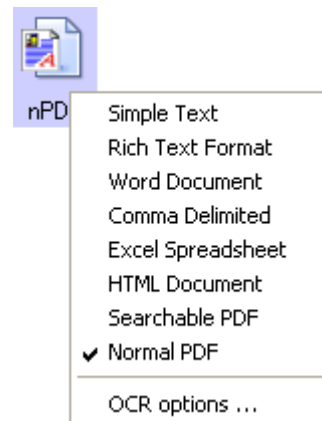 nPD
Simple Text
Rich Text Format
Word Document
Comma Delimited
Excel Spreadsheet
HTML Document
Searchable PDF
Normal PDF
OCR options ...